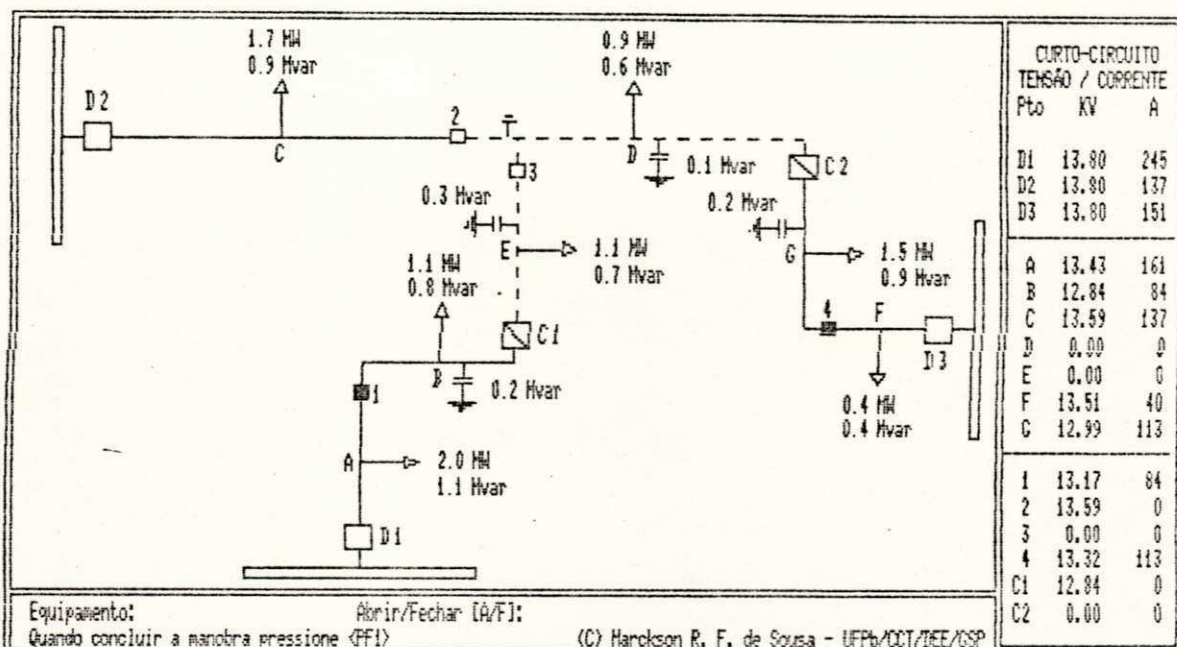 1.7 MW
0.9 Mvar
0.9 MW
0.6 Mvar
D2
2
C
3
D
0.1 Mvar
C2
0.3 Mvar
0.2 Mvar
E
1.1 MW
0.7 Mvar
1.1 MW
0.8 Mvar
G
1.5 MW
0.9 Mvar
C1
4
F
D3
B
0.2 Mvar
1
0.4 MW
0.4 Mvar
A
2.0 MW
1.1 Mvar
D1
CURTO-CIRCUITO
TENSÃO / CORRENTE
Pto KV A
D1 13.80 245
D2 13.80 137
D3 13.80 151
A 13.43 161
B 12.84 84
C 13.59 137
D 0.00 0
E 0.00 0
F 13.51 40
G 12.99 113
1 13.17 84
2 13.59 0
3 0.00 0
4 13.32 113
C1 12.84 0
C2 0.00 0
Equipamento: Abrir/Fechar [A/F]:
Quando concluir a manobra pressione <PF1> (C) Harckson R. F. de Sousa - UFPb/CCT/DEE/GSP